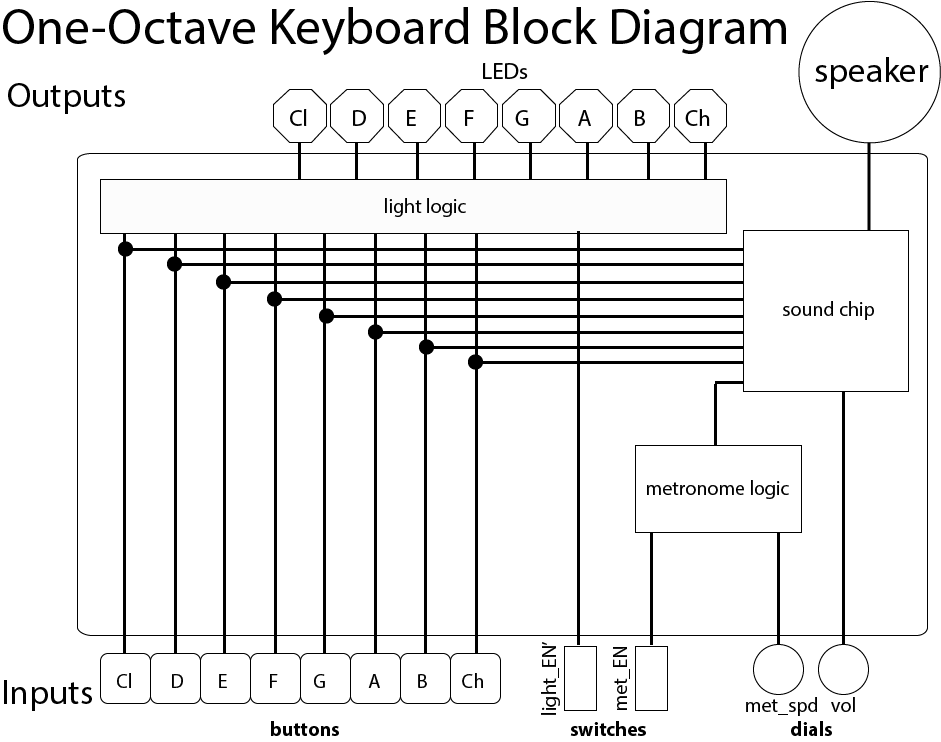 One-Octave Keyboard Block Diagram
speaker
LEDs
Outputs
Cl D E F G A B Ch
light logic
sound chip
metronome logic
light_EN'
met_EN
Inputs
Cl D E F G A B Ch
met_spd vol
buttons switches dials